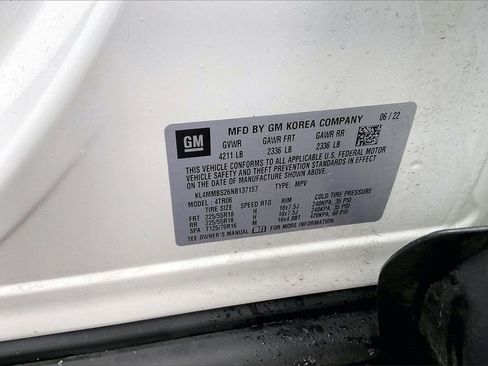 GM
MFD BY GM KOREA COMPANY 06/22
GVWR GAWR FRT GAWR RR
4211 LB 2336 LB 2336 LB
THIS VEHICLE CONFORMS TO ALL APPLICABLE U.S. FEDERAL MOTOR
VEHICLE SAFETY AND THEFT PREVENTION STANDARDS IN EFFECT
ON THE DATE OF MANUFACTURE SHOWN ABOVE.
KL4MMBS26NB137157 TYPE: MPV
MODEL: 4TR06
TIRE SIZE SPEED RTG RIM COLD TIRE PRESSURE
FRT 225/55R18 H 18x7.5J 240KPA, 35 PSI
RR 225/55R18 H 18x7.5J 240KPA, 35 PSI
SPA T125/70R16 M 16x4.0BT 420KPA, 60 PSI
SEE OWNER'S MANUAL FOR MORE INFORMATION.